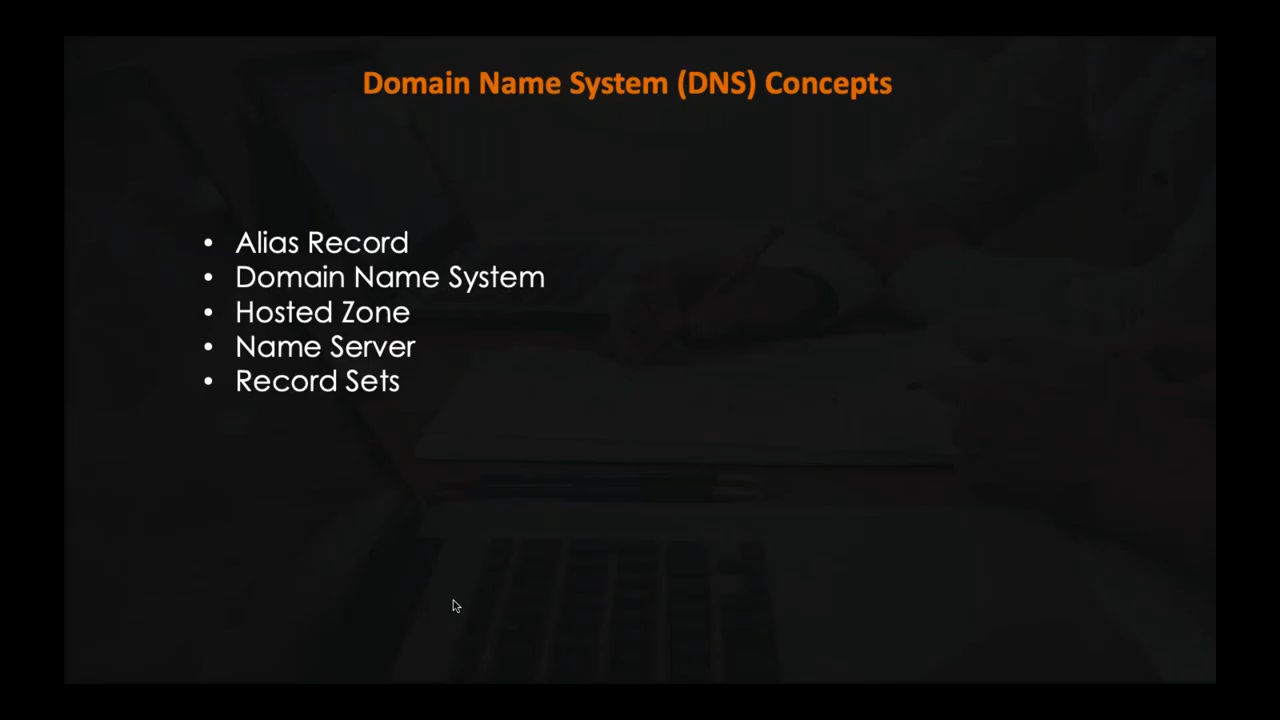 Domain Name System (DNS) Concepts
• Alias Record
• Domain Name System
• Hosted Zone
• Name Server
• Record Sets